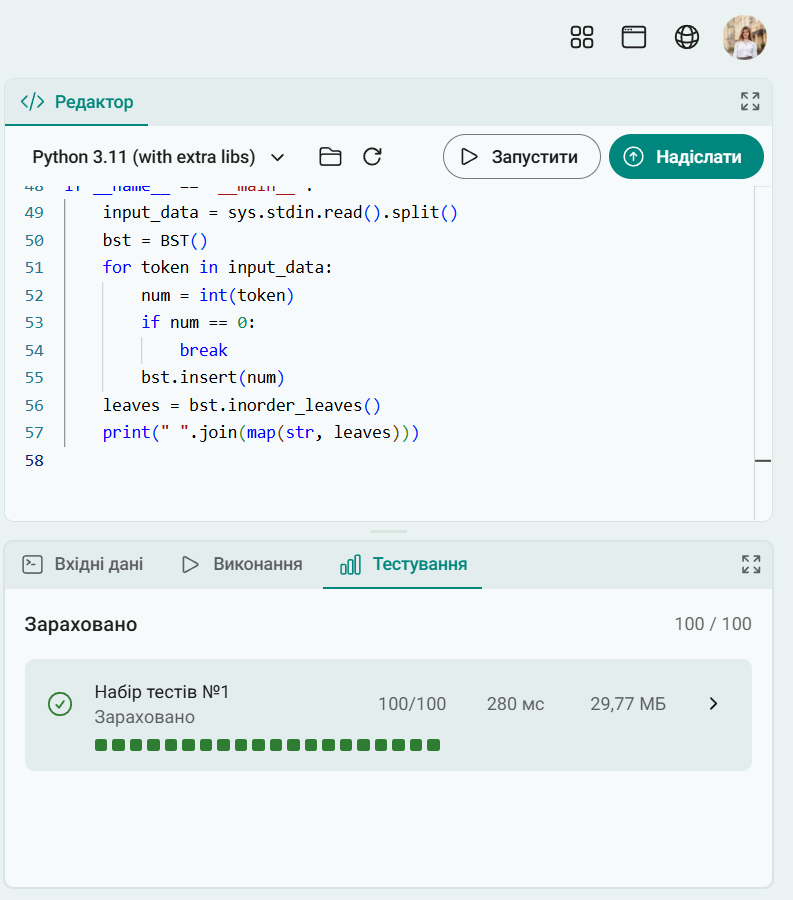 Редактор
Python 3.11 (with extra libs)
Запустити
Надіслати
48 if __name__ == "__main__":
49 input_data = sys.stdin.read().split()
50 bst = BST()
51 for token in input_data:
52 num = int(token)
53 if num == 0:
54 break
55 bst.insert(num)
56 leaves = bst.inorder_leaves()
57 print(" ".join(map(str, leaves)))
58
Вхідні дані
Виконання
Тестування
Зараховано
100 / 100
Набір тестів №1
Зараховано
100/100
280 мс
29,77 МБ